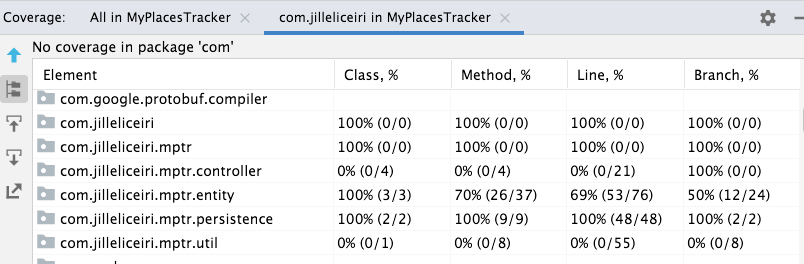 Coverage: All in MyPlacesTracker com.jilleliceiri in MyPlacesTracker
No coverage in package 'com'
Element Class, % Method, % Line, % Branch, %
com.google.protobuf.compiler
com.jilleliceiri 100% (0/0) 100% (0/0) 100% (0/0) 100% (0/0)
com.jilleliceiri.mptr 100% (0/0) 100% (0/0) 100% (0/0) 100% (0/0)
com.jilleliceiri.mptr.controller 0% (0/4) 0% (0/4) 0% (0/21) 100% (0/0)
com.jilleliceiri.mptr.entity 100% (3/3) 70% (26/37) 69% (53/76) 50% (12/24)
com.jilleliceiri.mptr.persistence 100% (2/2) 100% (9/9) 100% (48/48) 100% (2/2)
com.jilleliceiri.mptr.util 0% (0/1) 0% (0/8) 0% (0/55) 0% (0/8)